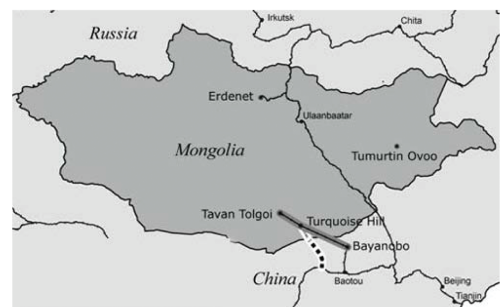 Irkutsk
Chita
Russia
Erdenet
Ulaanbaatar
Mongolia
Tumurtin Ovoo
Tavan Tolgoi
Turquoise Hill
Bayanobo
China
Baotou
Beijing
Tianjin